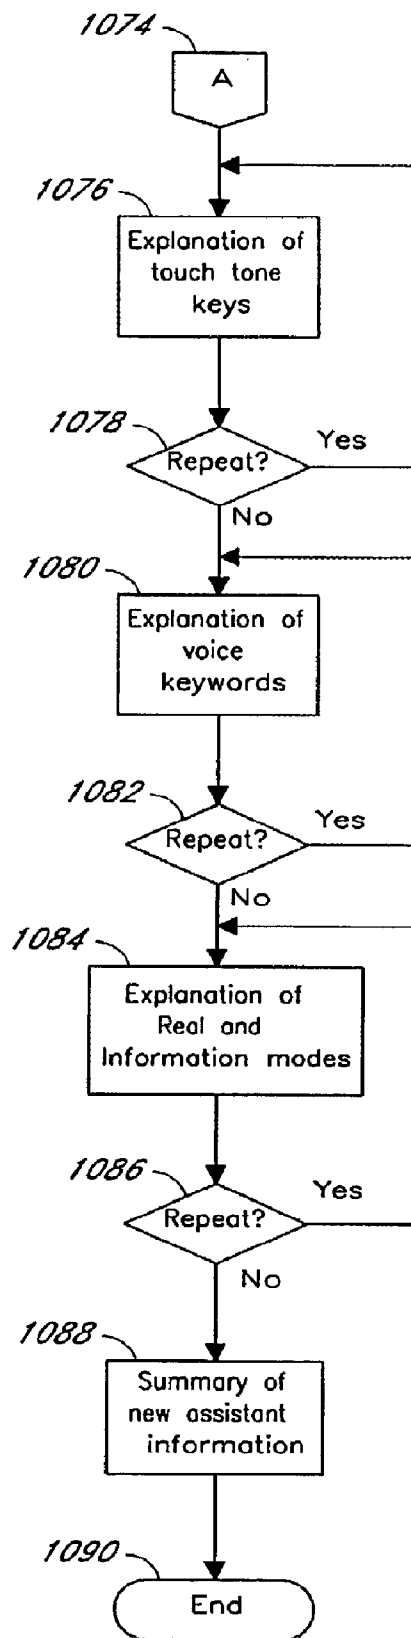 1074
A
1076
Explanation of
touch tone
keys
1078
Repeat?
Yes
No
1080
Explanation of
voice
keywords
1082
Repeat?
Yes
No
1084
Explanation of
Real and
Information modes
1086
Repeat?
Yes
No
1088
Summary of
new assistant
information
1090
End